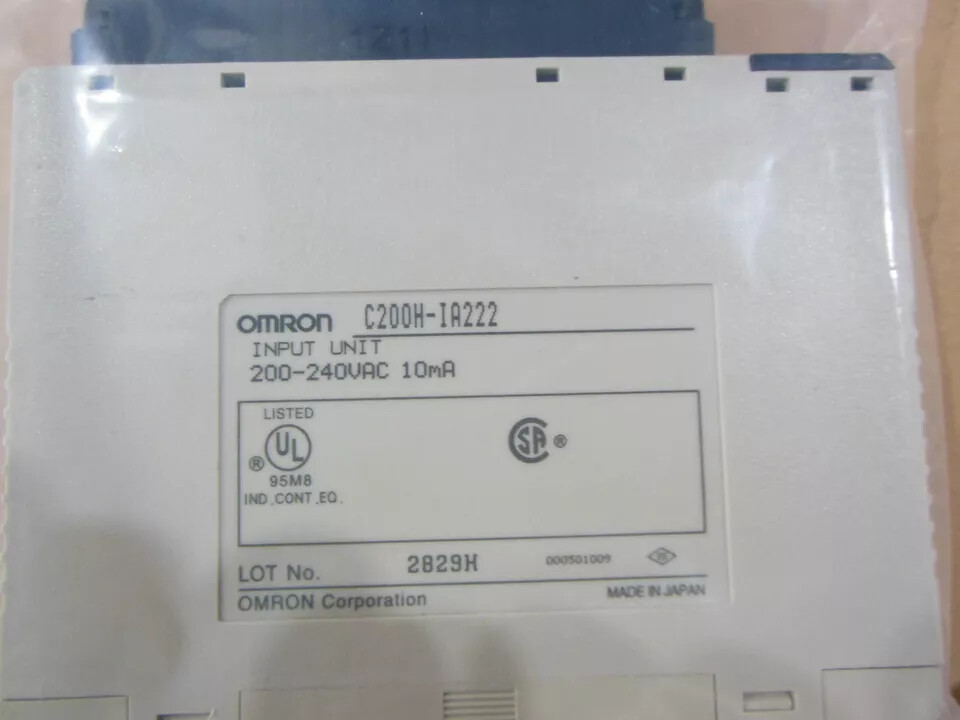 OMRON C200H-IA222
INPUT UNIT
200-240VAC 10mA
LISTED
UL
®
95M8
IND.CONT.EQ.
SA ®
LOT No. 2829H 000501009
OMRON Corporation MADE IN JAPAN